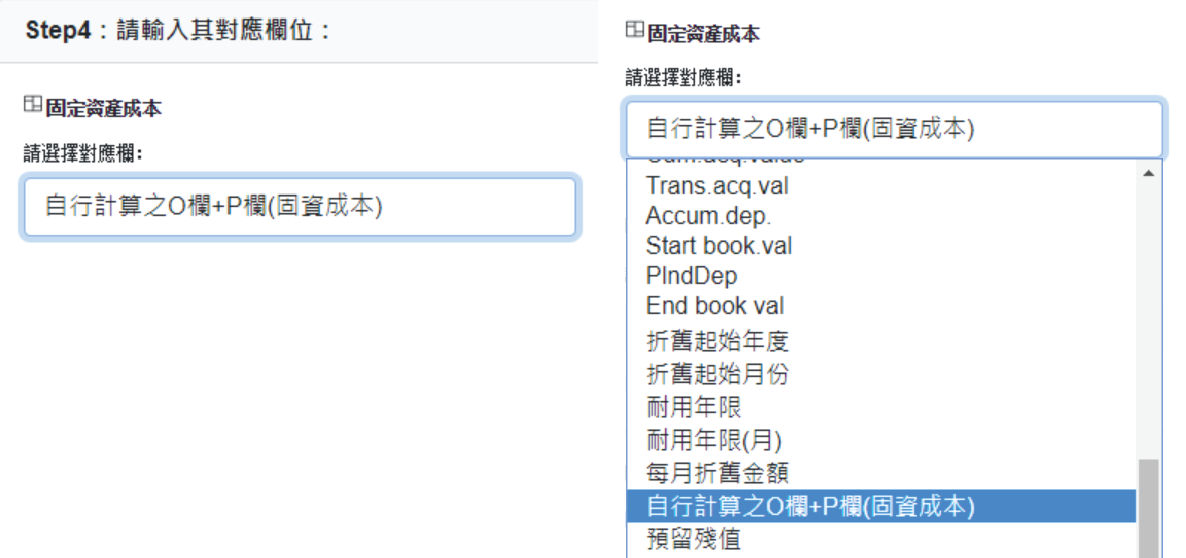 Step4：請輸入其對應欄位：
固定資產成本
請選擇對應欄：
自行計算之O欄+P欄(固資成本)
固定資產成本
請選擇對應欄：
自行計算之O欄+P欄(固資成本)
Trans.acq.val
Accum.dep.
Start book.val
PlndDep
End book val
折舊起始年度
折舊起始月份
耐用年限
耐用年限(月)
每月折舊金額
自行計算之O欄+P欄(固資成本)
預留殘值